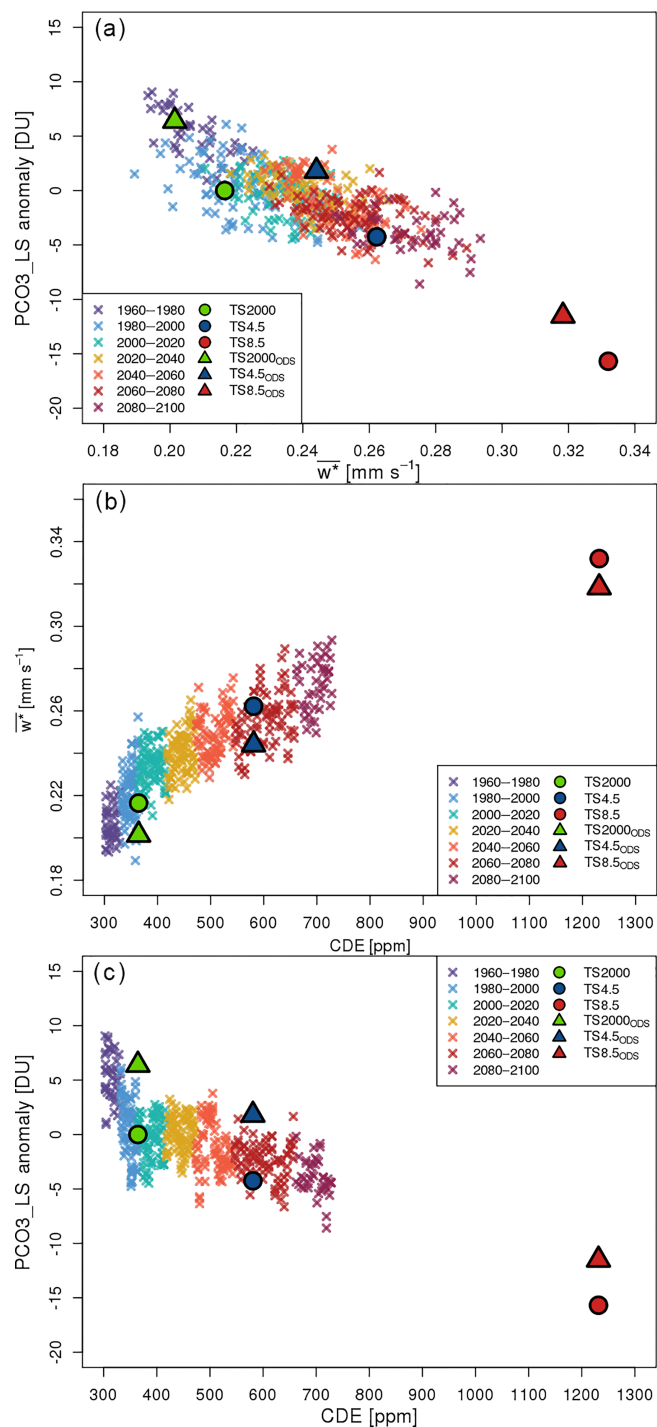 (a)
PCO3_LS anomaly [DU]
15
10
5
0
-5
-10
-15
-20
1960−1980 TS2000
1980−2000 TS4.5
2000−2020 TS8.5
2020−2040 TS2000ODS
2040−2060 TS4.5ODS
2060−2080 TS8.5ODS
2080−2100
0.18 0.20 0.22 0.24 0.26 0.28 0.30 0.32 0.34
w* [mm s−1]
(b)
w* [mm s−1]
0.34
0.30
0.26
0.22
0.18
1960−1980 TS2000
1980−2000 TS4.5
2000−2020 TS8.5
2020−2040 TS2000ODS
2040−2060 TS4.5ODS
2060−2080 TS8.5ODS
2080−2100
300 400 500 600 700 800 900 1000 1100 1200 1300
CDE [ppm]
(c)
PCO3_LS anomaly [DU]
15
10
5
0
-5
-10
-15
-20
1960−1980 TS2000
1980−2000 TS4.5
2000−2020 TS8.5
2020−2040 TS2000ODS
2040−2060 TS4.5ODS
2060−2080 TS8.5ODS
2080−2100
300 400 500 600 700 800 900 1000 1100 1200 1300
CDE [ppm]